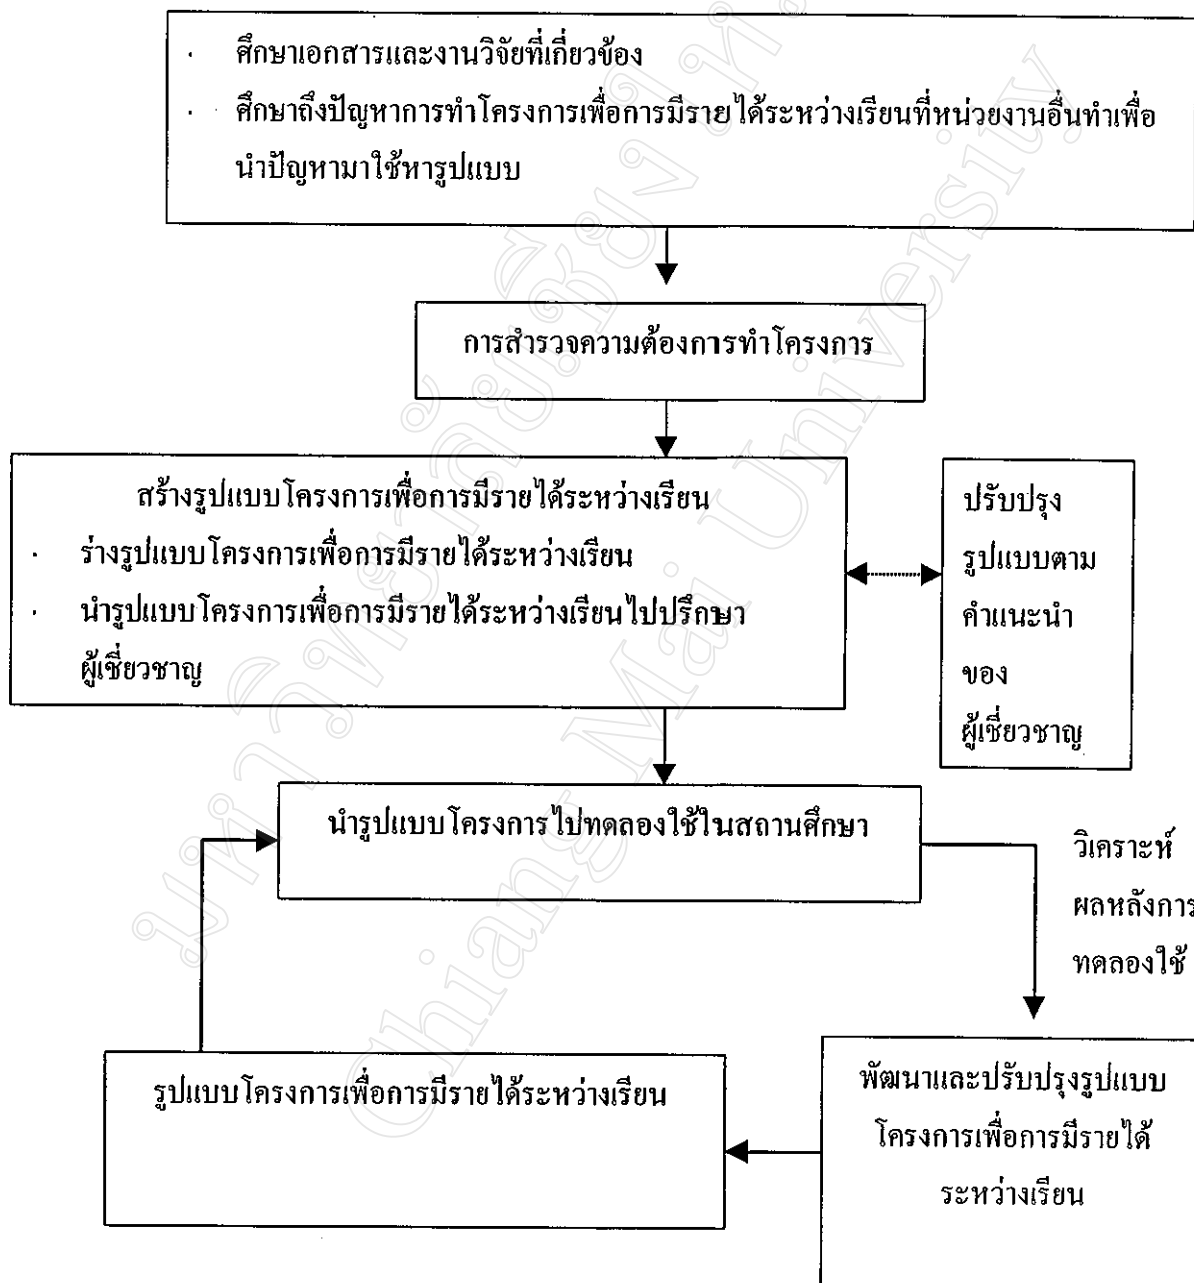 · ศึกษาเอกสารและงานวิจัยที่เกี่ยวข้อง
· ศึกษาถึงปัญหาการทำโครงการเพื่อการมีรายได้ระหว่างเรียนที่หน่วยงานอื่นทำเพื่อ
นำปัญหามาใช้หารูปแบบ
การสำรวจความต้องการทำโครงการ
สร้างรูปแบบโครงการเพื่อการมีรายได้ระหว่างเรียน
· ร่างรูปแบบโครงการเพื่อการมีรายได้ระหว่างเรียน
· นำรูปแบบโครงการเพื่อการมีรายได้ระหว่างเรียนไปปรึกษา
ผู้เชี่ยวชาญ
ปรับปรุง
รูปแบบตาม
คำแนะนำ
ของ
ผู้เชี่ยวชาญ
นำรูปแบบโครงการไปทดลองใช้ในสถานศึกษา
วิเคราะห์
ผลหลังการ
ทดลองใช้
พัฒนาและปรับปรุงรูปแบบ
โครงการเพื่อการมีรายได้
ระหว่างเรียน
รูปแบบโครงการเพื่อการมีรายได้ระหว่างเรียน
มหาวิทยาลัยเชียงใหม่
Chiang Mai University